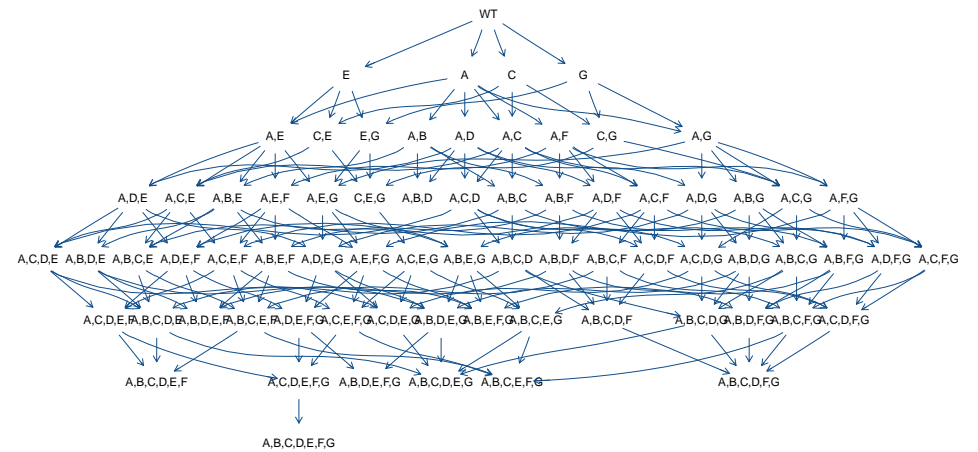 WT
E A C G
A,E C,E E,G A,B A,D A,C A,F C,G A,G
A,D,E A,C,E A,B,E A,E,F A,E,G C,E,G A,B,D A,C,D A,B,C A,B,F A,D,F A,C,F A,D,G A,B,G A,C,G A,F,G
A,C,D,E A,B,D,E A,B,C,E A,D,E,F A,C,E,F A,B,E,F A,D,E,G A,E,F,G A,C,E,G A,B,E,G A,B,C,D A,B,D,F A,B,C,F A,C,D,F A,C,D,G A,B,D,G A,B,C,G A,B,F,G A,D,F,G A,C,F,G
A,C,D,E,F A,B,C,D,E A,B,D,E,F A,B,C,E,F A,D,E,F,G A,C,E,F,G A,C,D,E,G A,B,D,E,G A,B,E,F,G A,B,C,E,G A,B,C,D,F A,B,C,D,G A,B,D,F,G A,B,C,F,G A,C,D,F,G
A,B,C,D,E,F A,C,D,E,F,G A,B,D,E,F,G A,B,C,D,E,G A,B,C,E,F,G A,B,C,D,F,G
A,B,C,D,E,F,G